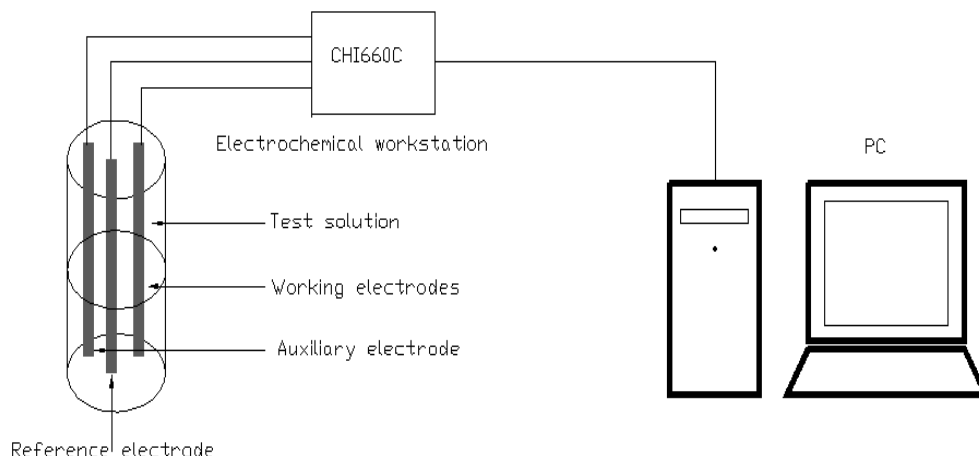 CHI660C
Electrochemical workstation
PC
Test solution
Working electrodes
Auxiliary electrode
Reference electrode